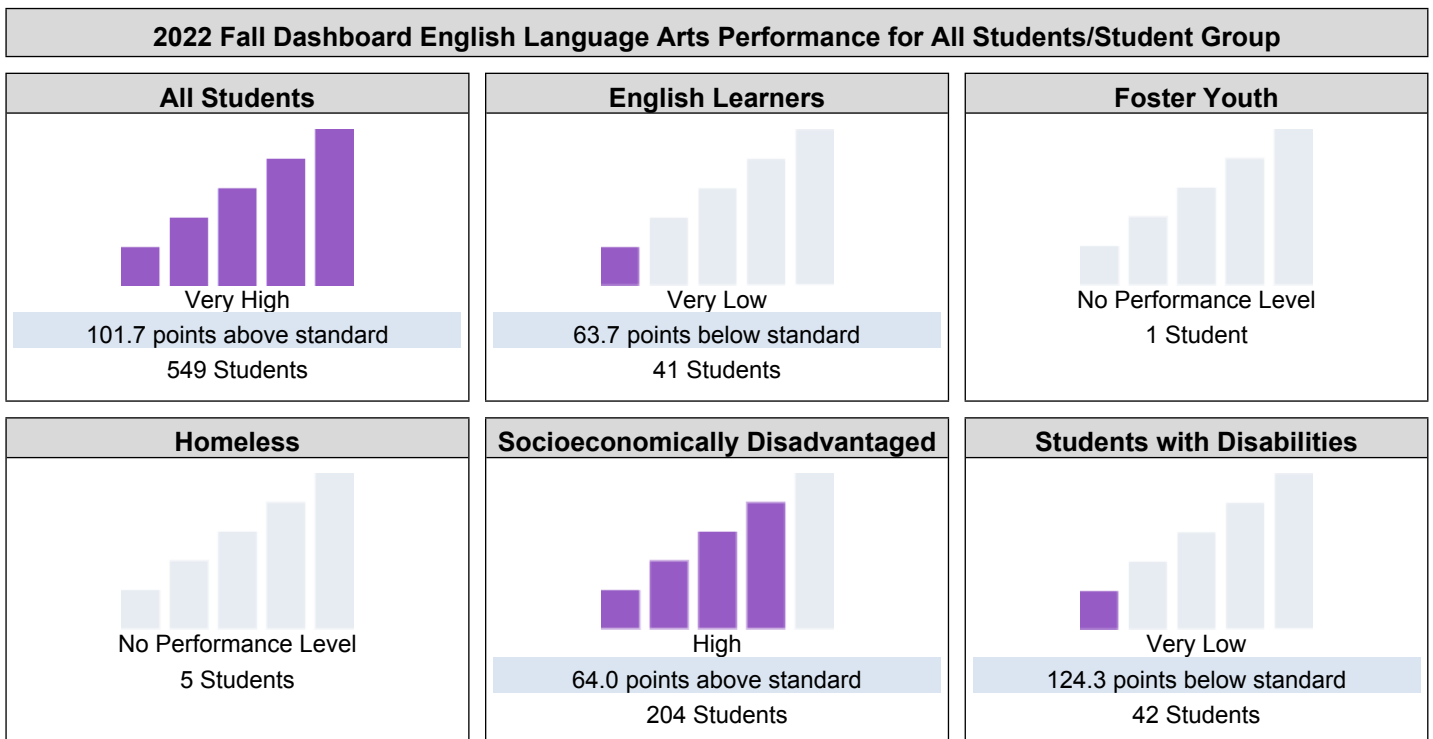 2022 Fall Dashboard English Language Arts Performance for All Students/Student Group
All Students
Very High
101.7 points above standard
549 Students
English Learners
Very Low
63.7 points below standard
41 Students
Foster Youth
No Performance Level
1 Student
Homeless
No Performance Level
5 Students
Socioeconomically Disadvantaged
High
64.0 points above standard
204 Students
Students with Disabilities
Very Low
124.3 points below standard
42 Students